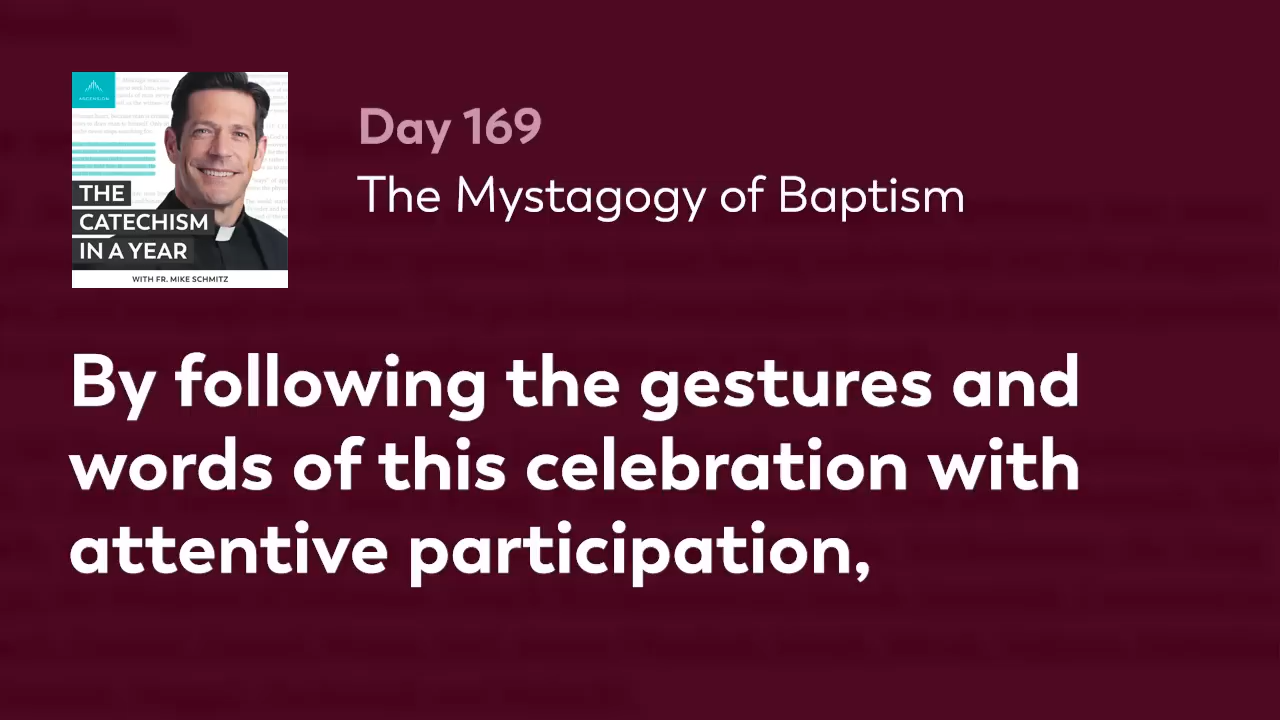 ASCENSION
THE
CATECHISM
IN A YEAR
WITH FR. MIKE SCHMITZ
Day 169
The Mystagogy of Baptism
By following the gestures and
words of this celebration with
attentive participation,